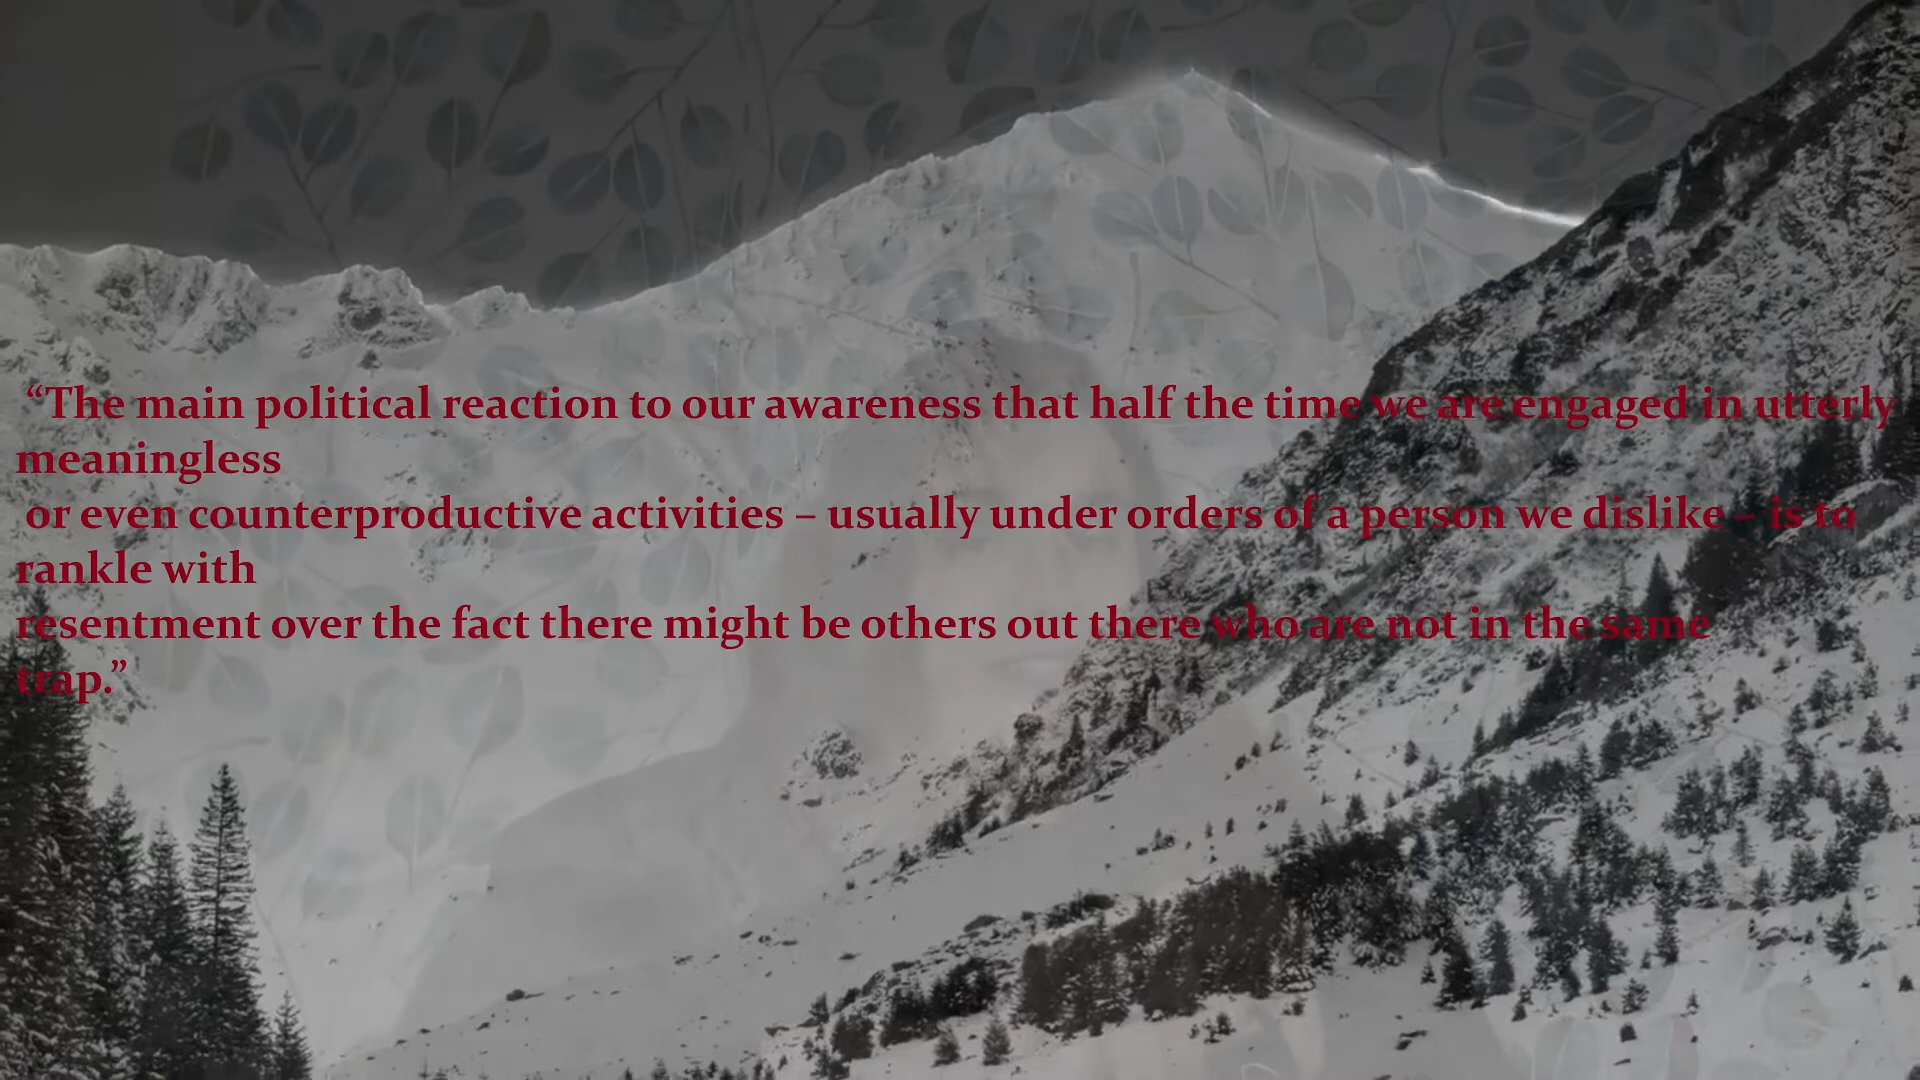 “The main political reaction to our awareness that half the time we are engaged in utterly
meaningless
or even counterproductive activities – usually under orders of a person we dislike – is to
rankle with
resentment over the fact there might be others out there who are not in the same
trap.”